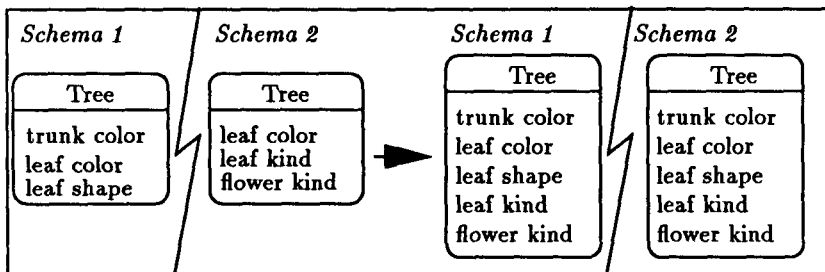 Schema 1
Tree
trunk color
leaf color
leaf shape
Schema 2
Tree
leaf color
leaf kind
flower kind
Schema 1
Tree
trunk color
leaf color
leaf shape
leaf kind
flower kind
Schema 2
Tree
trunk color
leaf color
leaf shape
leaf kind
flower kind